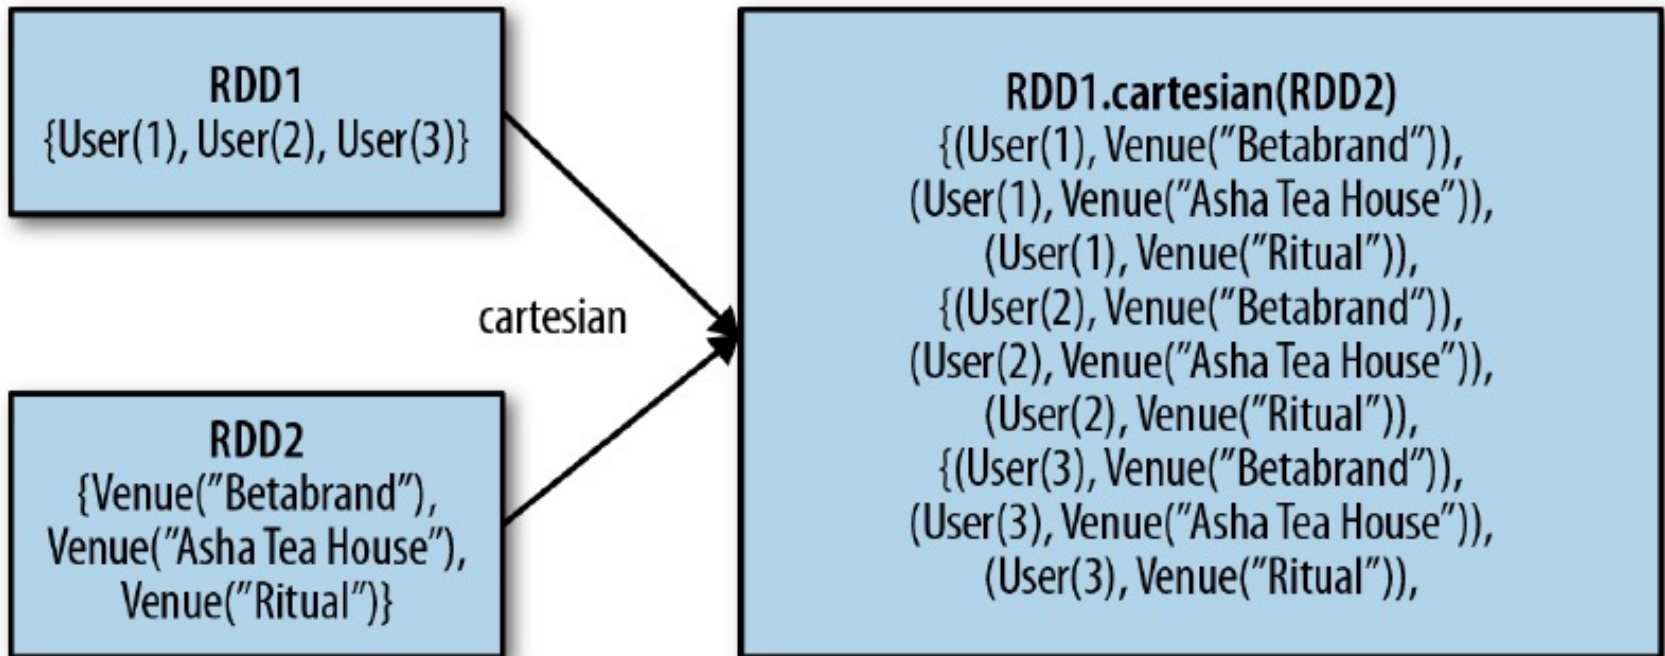 RDD1
{User(1), User(2), User(3)}
cartesian
RDD2
{Venue(”Betabrand”),
Venue(”Asha Tea House”),
Venue(”Ritual”)}
RDD1.cartesian(RDD2)
{(User(1), Venue(”Betabrand”)),
(User(1), Venue(”Asha Tea House”)),
(User(1), Venue(”Ritual”)),
{(User(2), Venue(”Betabrand”)),
(User(2), Venue(”Asha Tea House”)),
(User(2), Venue(”Ritual”)),
{(User(3), Venue(”Betabrand”)),
(User(3), Venue(”Asha Tea House”)),
(User(3), Venue(”Ritual”)),